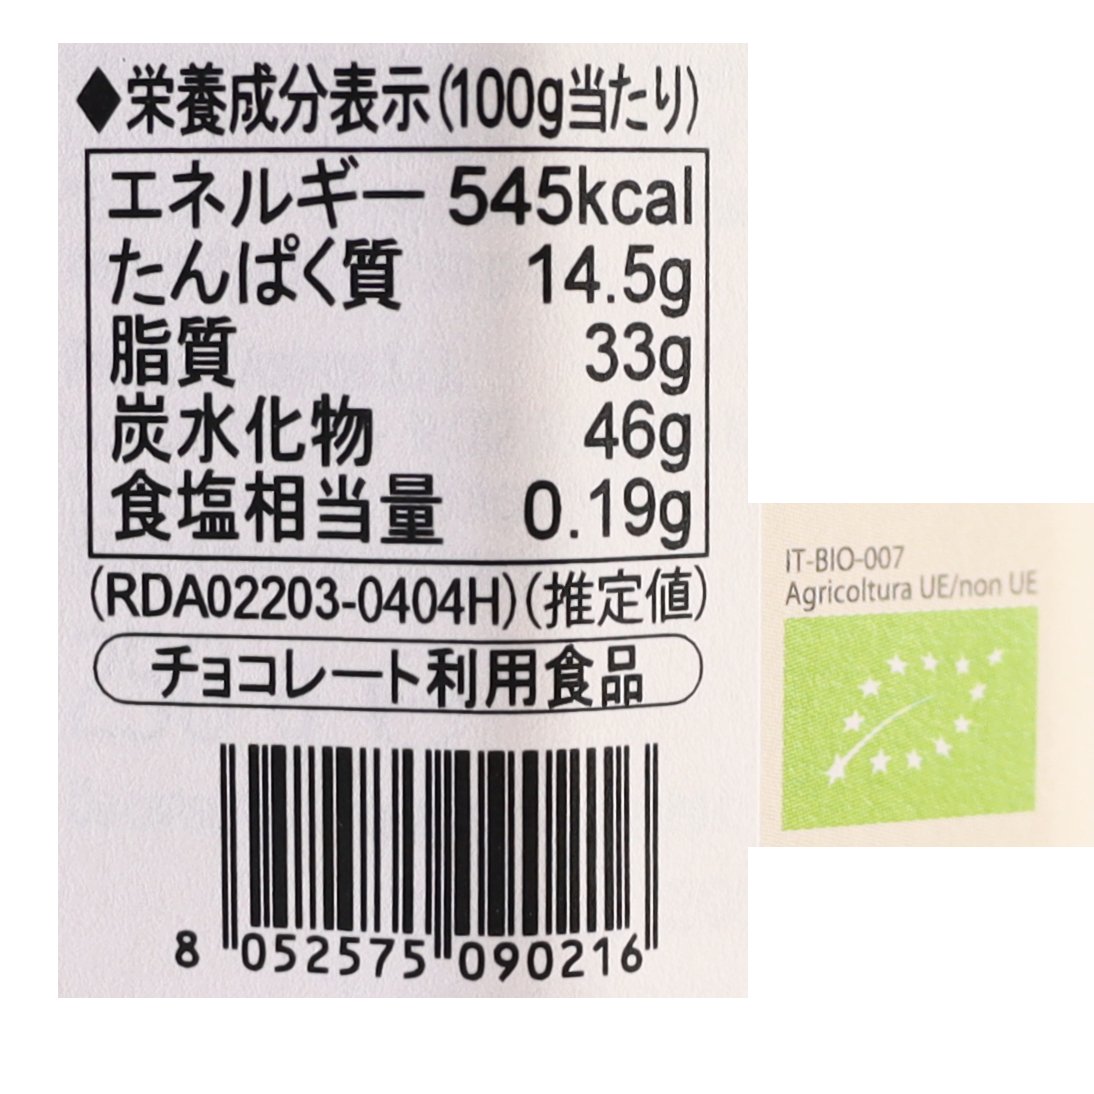 ◆栄養成分表示(100g当たり)
エネルギー 545kcal
たんぱく質 14.5g
脂質 33g
炭水化物 46g
食塩相当量 0.19g
(RDA02203-0404H)(推定値)
チョコレート利用食品
8 052575 090216
IT-BIO-007
Agricoltura UE/non UE